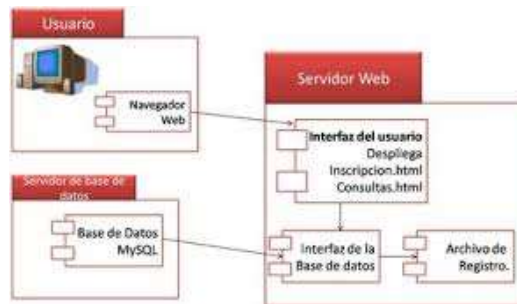 Usuario
Navegador
Web
Servidor Web
Interfaz del usuario
Despliega
Inscripcion.html
Consultas.html
Servidor de base de
datos
Base de Datos
MySQL
Interfaz de la
Base de datos
Archivo de
Registro.